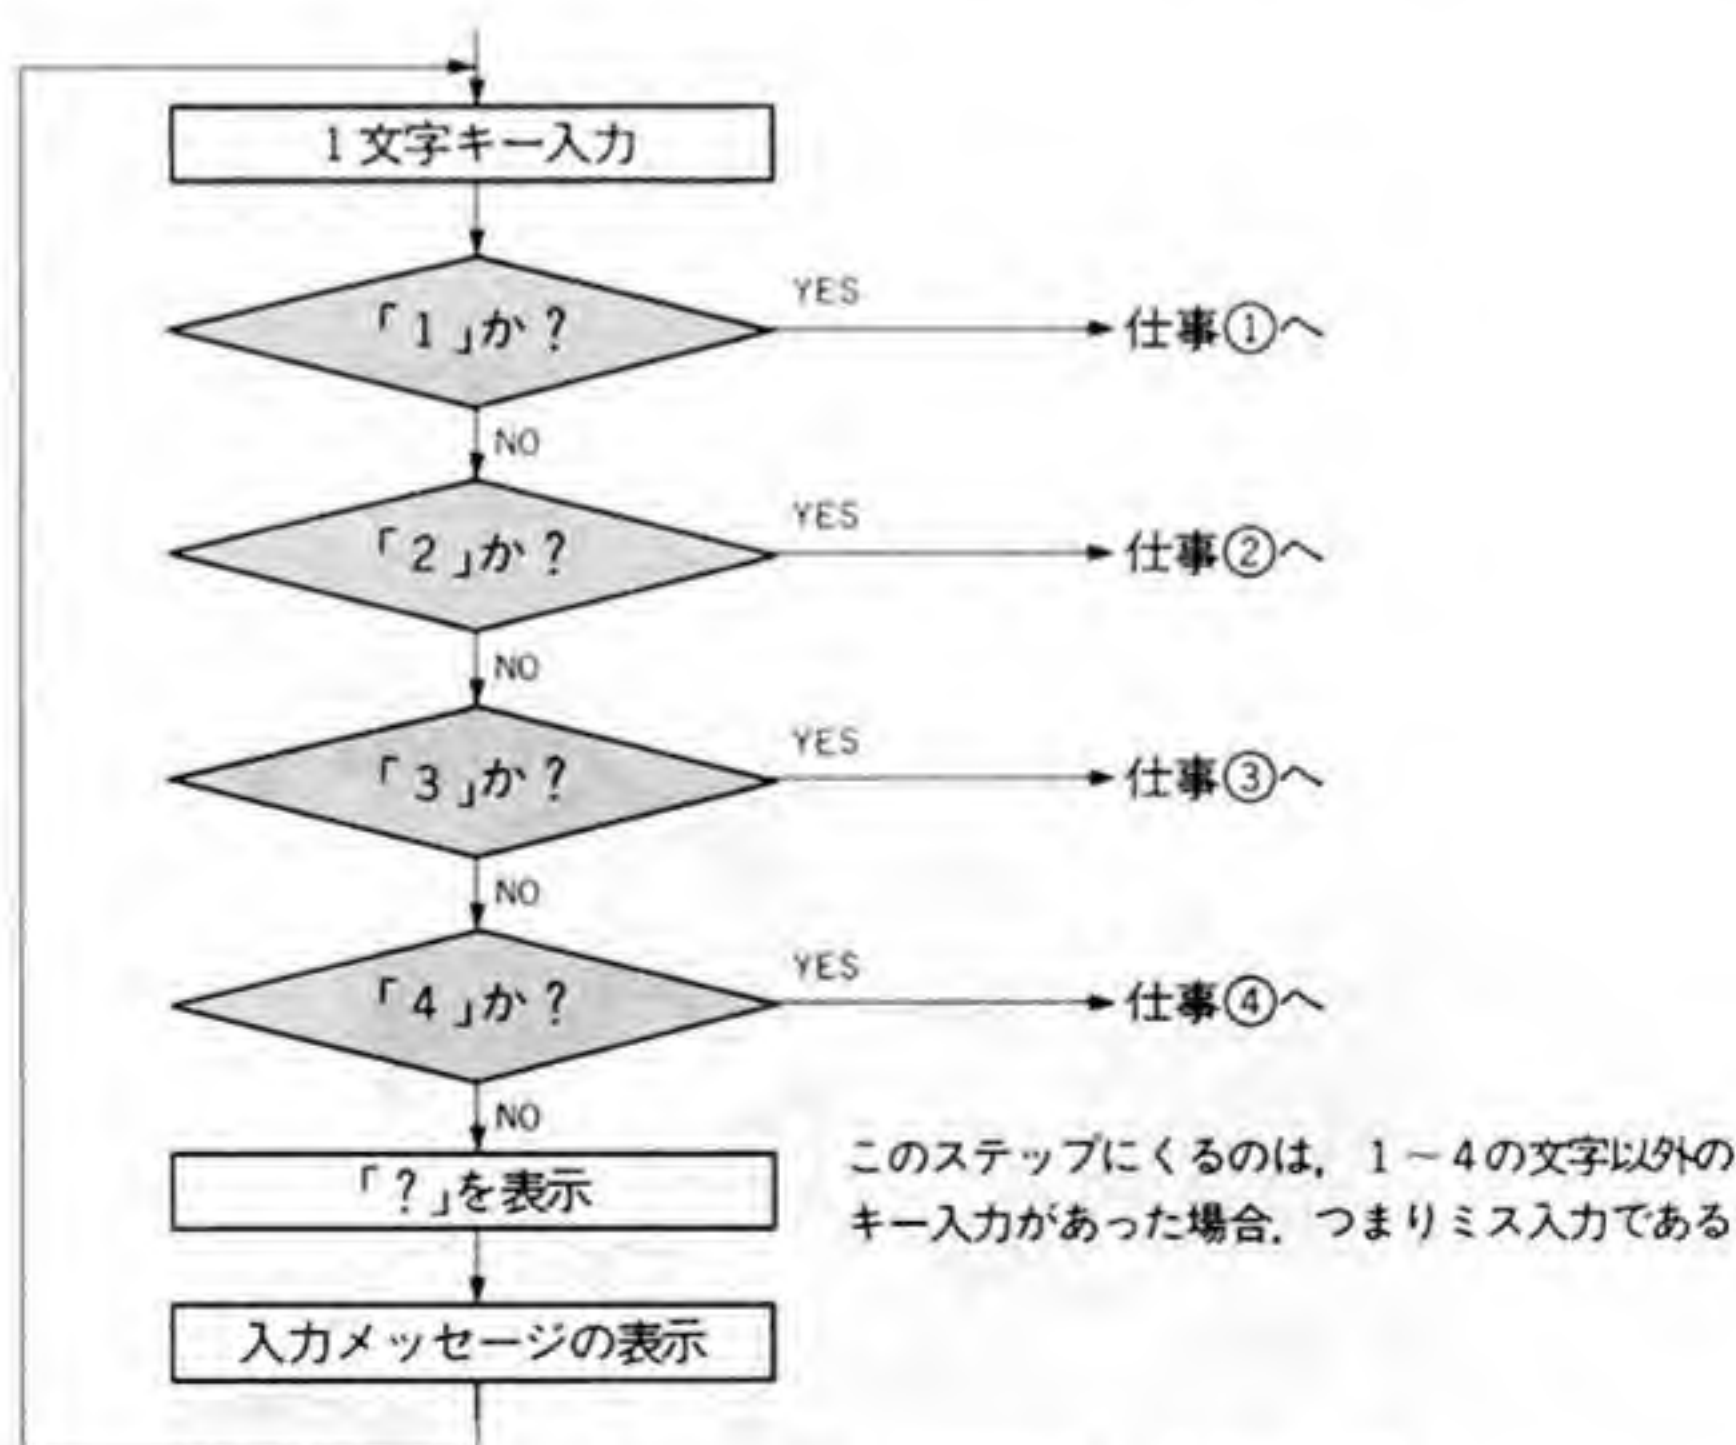 1文字キー入力
「1」か?
YES
仕事①へ
NO
「2」か?
YES
仕事②へ
NO
「3」か?
YES
仕事③へ
NO
「4」か?
YES
仕事④へ
NO
「?」を表示
このステップにくるのは,1~4の文字以外の
キー入力があった場合,つまりミス入力である
入力メッセージの表示